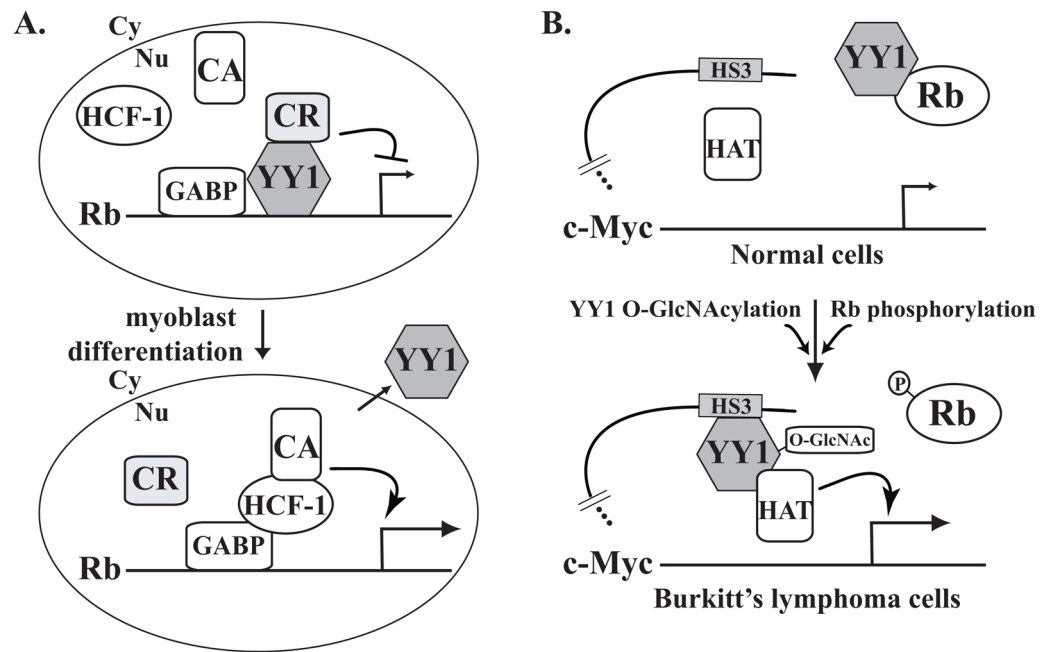 A.
Cy
Nu
CA
HCF-1
CR
GABP
YY1
Rb
myoblast
differentiation
YY1
Cy
Nu
CA
CR
HCF-1
GABP
Rb
B.
HS3
YY1
Rb
HAT
c-Myc
Normal cells
YY1 O-GlcNAcylation
Rb phosphorylation
HS3
P
Rb
YY1
O-GlcNAc
HAT
c-Myc
Burkitt’s lymphoma cells